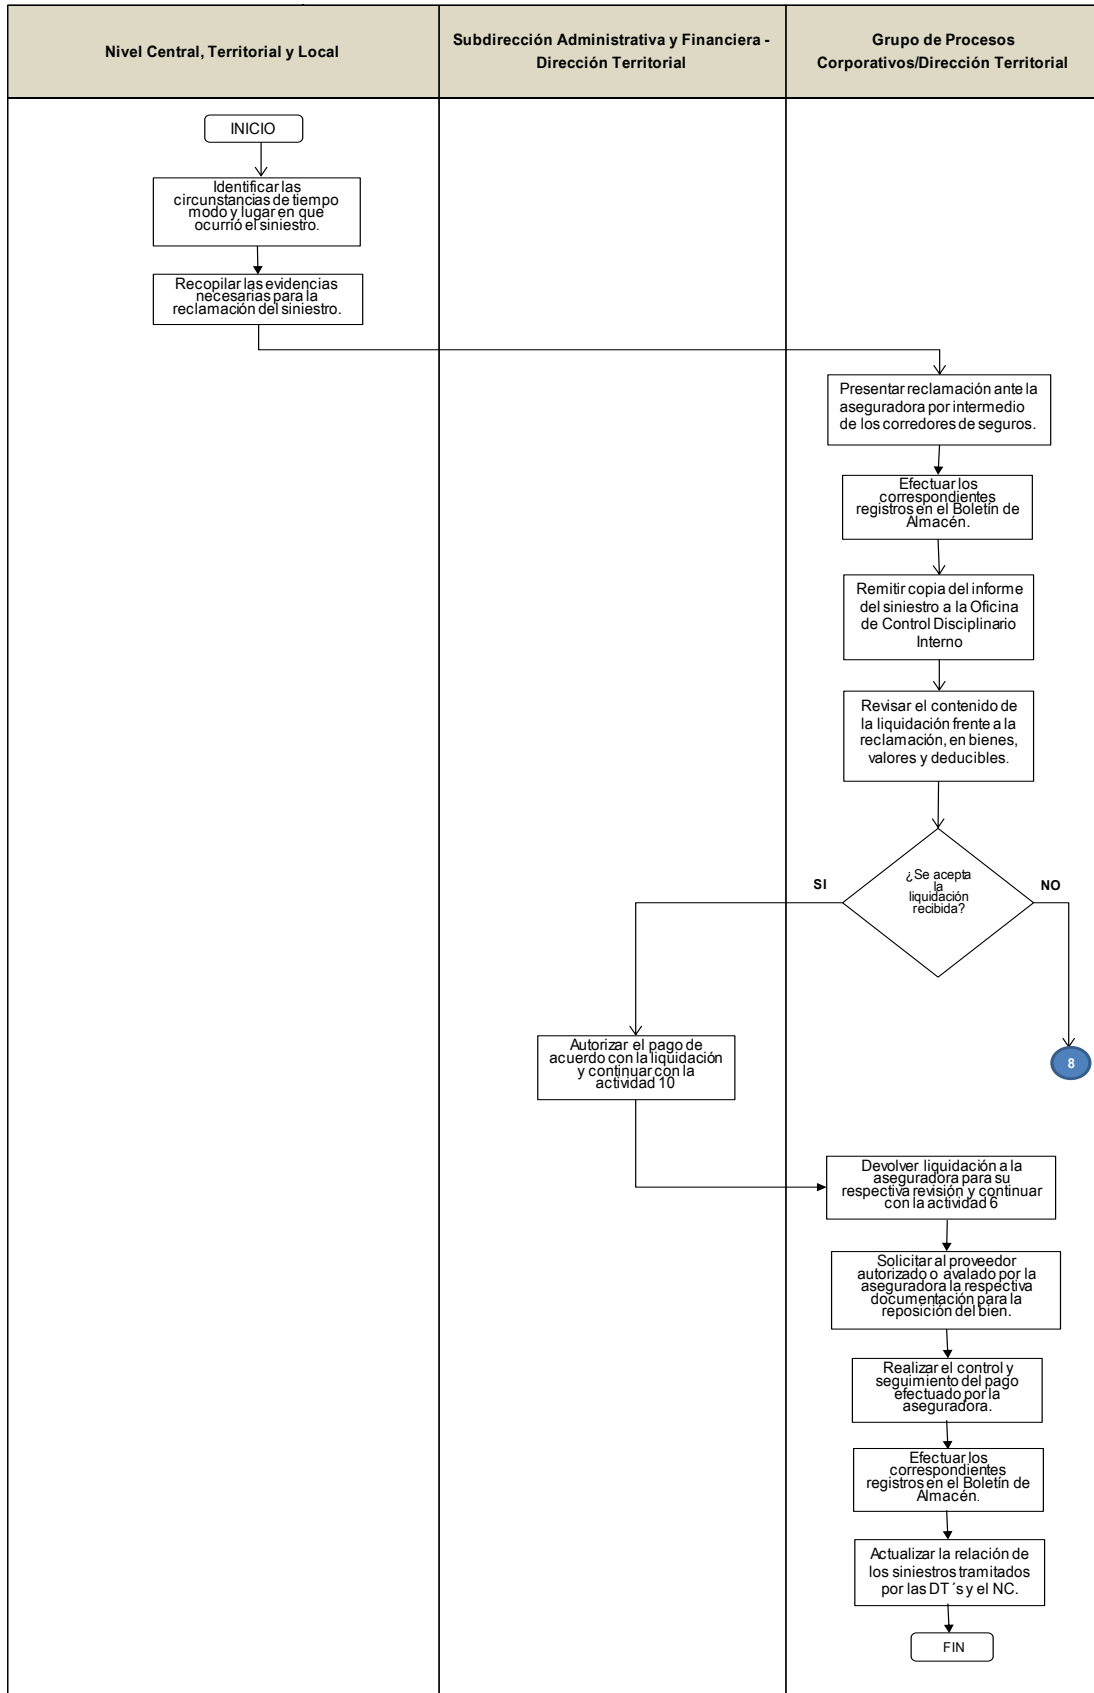 Nivel Central, Territorial y Local
Subdirección Administrativa y Financiera -
Dirección Territorial
Grupo de Procesos
Corporativos/Dirección Territorial
INICIO
Identificar las
circunstancias de tiempo
modo y lugar en que
ocurrió el siniestro.
Recopilar las evidencias
necesarias para la
reclamación del siniestro.
Presentar reclamación ante la
aseguradora por intermedio
de los corredores de seguros.
Efectuar los
correspondientes
registros en el Boletín de
Almacén.
Remitir copia del informe
del siniestro a la Oficina
de Control Disciplinario
Interno
Revisar el contenido de
la liquidación frente a la
reclamación, en bienes,
valores y deducibles.
¿Se acepta
la
liquidación
recibida?
SI
NO
Autorizar el pago de
acuerdo con la liquidación
y continuar con la
actividad 10
8
Devolver liquidación a la
aseguradora para su
respectiva revisión y continuar
con la actividad 6
Solicitar al proveedor
autorizado o avalado por la
aseguradora la respectiva
documentación para la
reposición del bien.
Realizar el control y
seguimiento del pago
efectuado por la
aseguradora.
Efectuar los
correspondientes
registros en el Boletín de
Almacén.
Actualizar la relación de
los siniestros tramitados
por las DT´s y el NC.
FIN